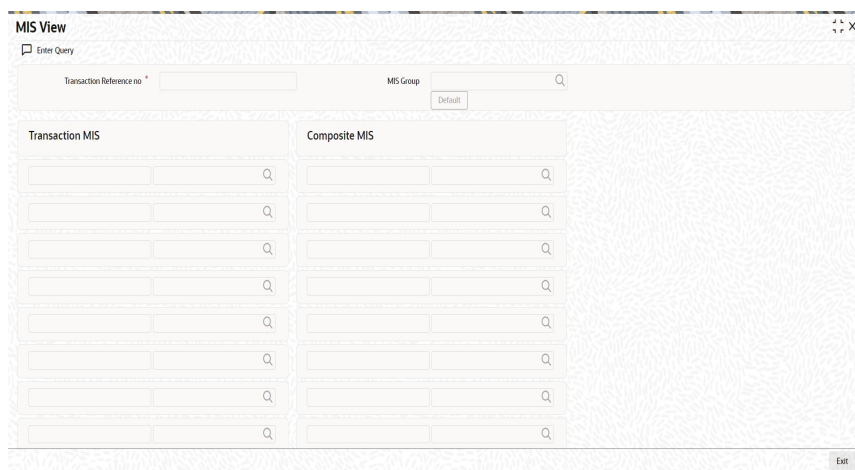 MIS View
Enter Query
Transaction Reference no *
MIS Group
Default
Transaction MIS
Composite MIS
Exit